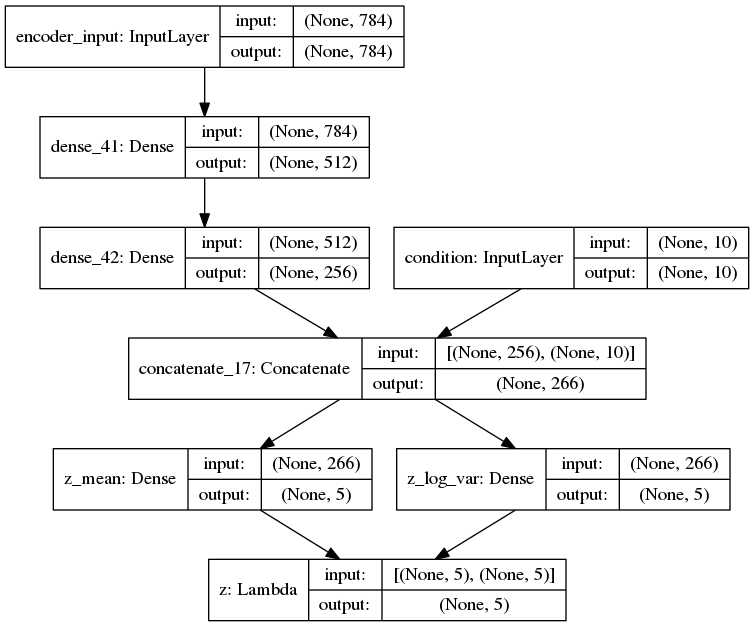 encoder_input: InputLayer
input: (None, 784)
output: (None, 784)
dense_41: Dense
input: (None, 784)
output: (None, 512)
dense_42: Dense
input: (None, 512)
output: (None, 256)
condition: InputLayer
input: (None, 10)
output: (None, 10)
concatenate_17: Concatenate
input: [(None, 256), (None, 10)]
output: (None, 266)
z_mean: Dense
input: (None, 266)
output: (None, 5)
z_log_var: Dense
input: (None, 266)
output: (None, 5)
z: Lambda
input: [(None, 5), (None, 5)]
output: (None, 5)